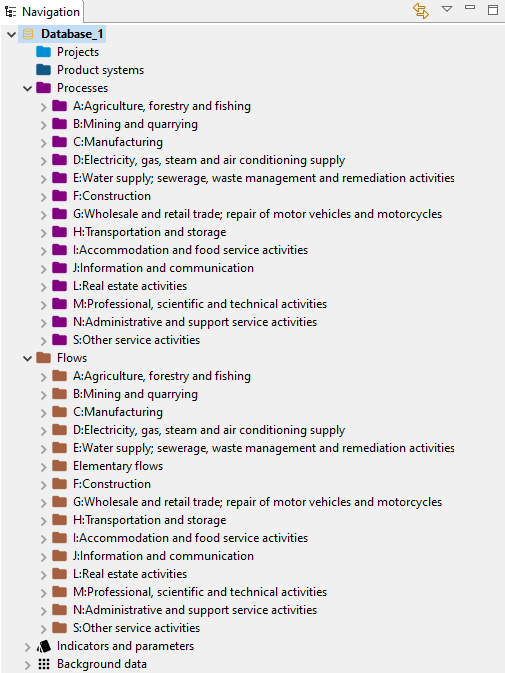 Navigation
Database_1
Projects
Product systems
Processes
A:Agriculture, forestry and fishing
B:Mining and quarrying
C:Manufacturing
D:Electricity, gas, steam and air conditioning supply
E:Water supply; sewerage, waste management and remediation activities
F:Construction
G:Wholesale and retail trade; repair of motor vehicles and motorcycles
H:Transportation and storage
I:Accommodation and food service activities
J:Information and communication
L:Real estate activities
M:Professional, scientific and technical activities
N:Administrative and support service activities
S:Other service activities
Flows
A:Agriculture, forestry and fishing
B:Mining and quarrying
C:Manufacturing
D:Electricity, gas, steam and air conditioning supply
E:Water supply; sewerage, waste management and remediation activities
Elementary flows
F:Construction
G:Wholesale and retail trade; repair of motor vehicles and motorcycles
H:Transportation and storage
I:Accommodation and food service activities
J:Information and communication
L:Real estate activities
M:Professional, scientific and technical activities
N:Administrative and support service activities
S:Other service activities
Indicators and parameters
Background data